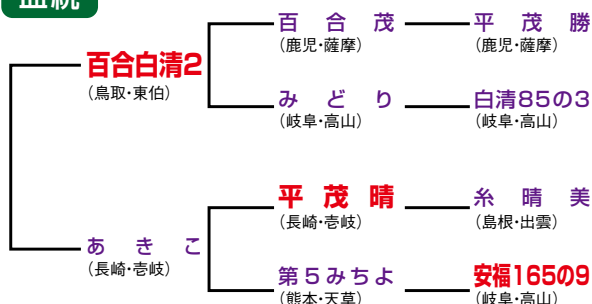 血統
百合茂
(鹿児・薩摩)
平茂勝
(鹿児・薩摩)
百合白清2
(鳥取・東伯)
みどり
(岐阜・高山)
白清85の3
(岐阜・高山)
平茂晴
(長崎・壱岐)
糸晴美
(島根・出雲)
あきこ
(長崎・壱岐)
第5みちよ
(熊本・天草)
安福165の9
(岐阜・高山)